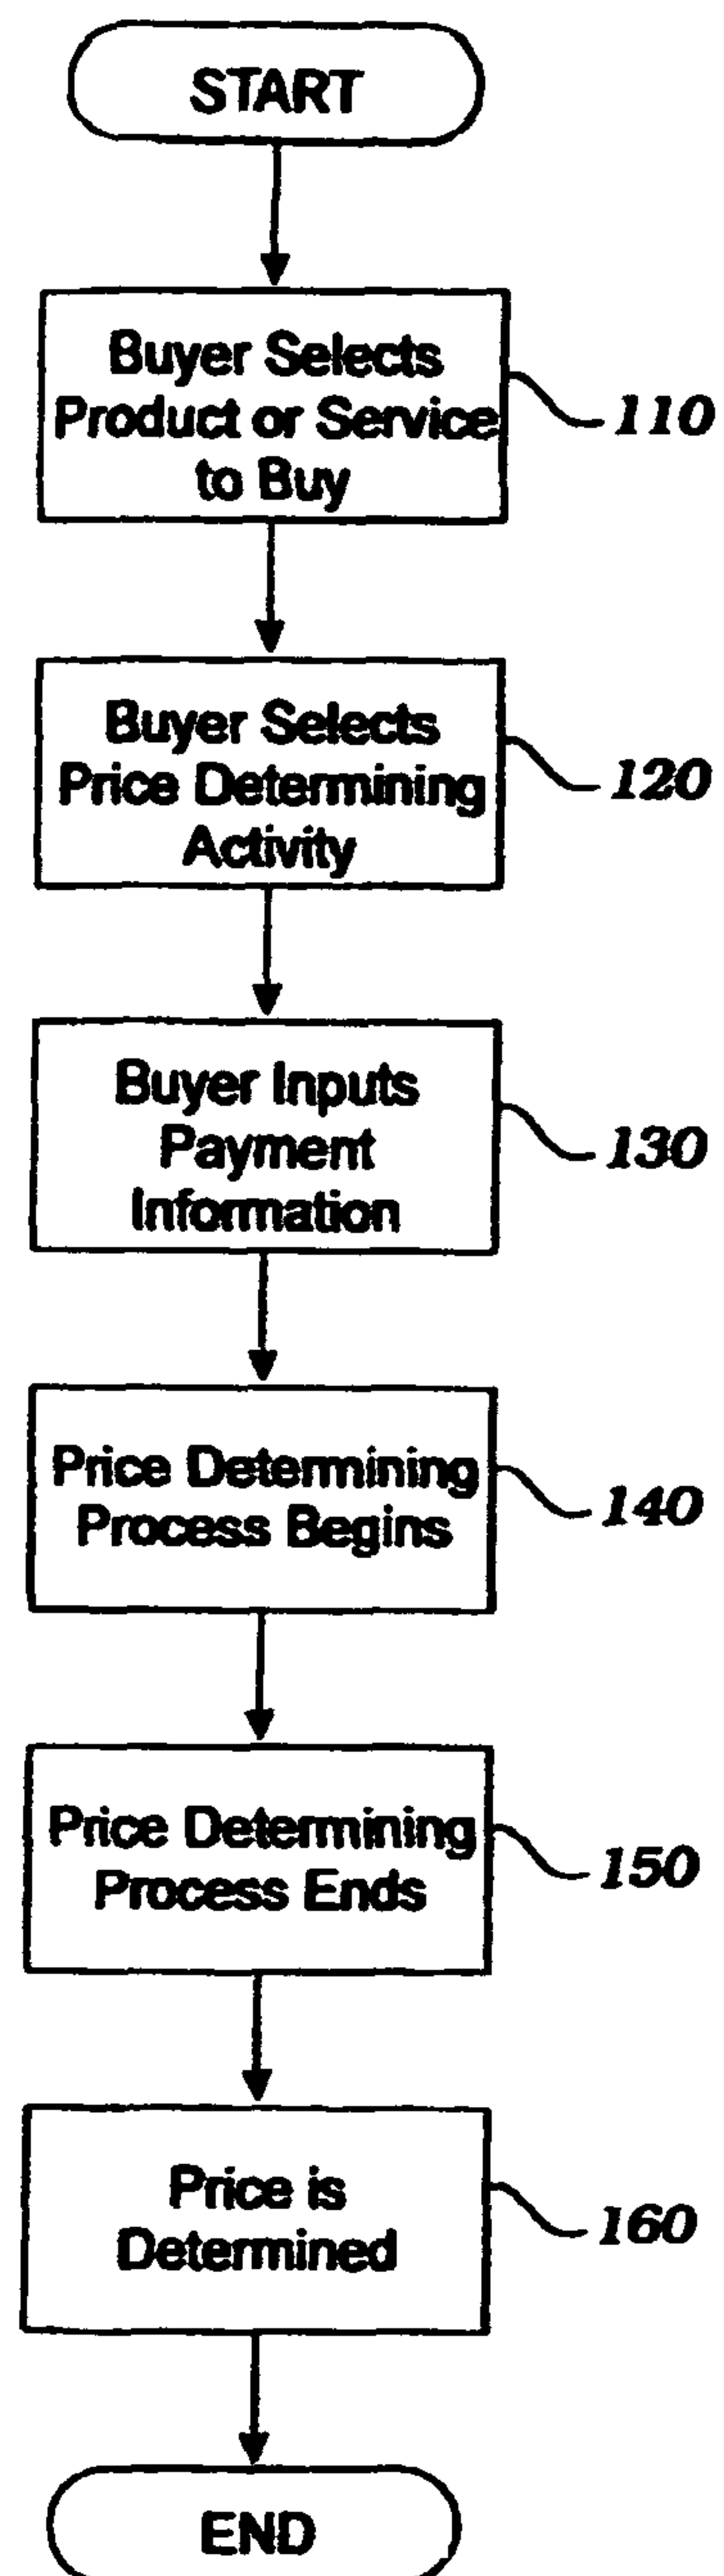 START
Buyer Selects
Product or Service
to Buy
110
Buyer Selects
Price Determining
Activity
120
Buyer Inputs
Payment
Information
130
Price Determining
Process Begins
140
Price Determining
Process Ends
150
Price is
Determined
160
END